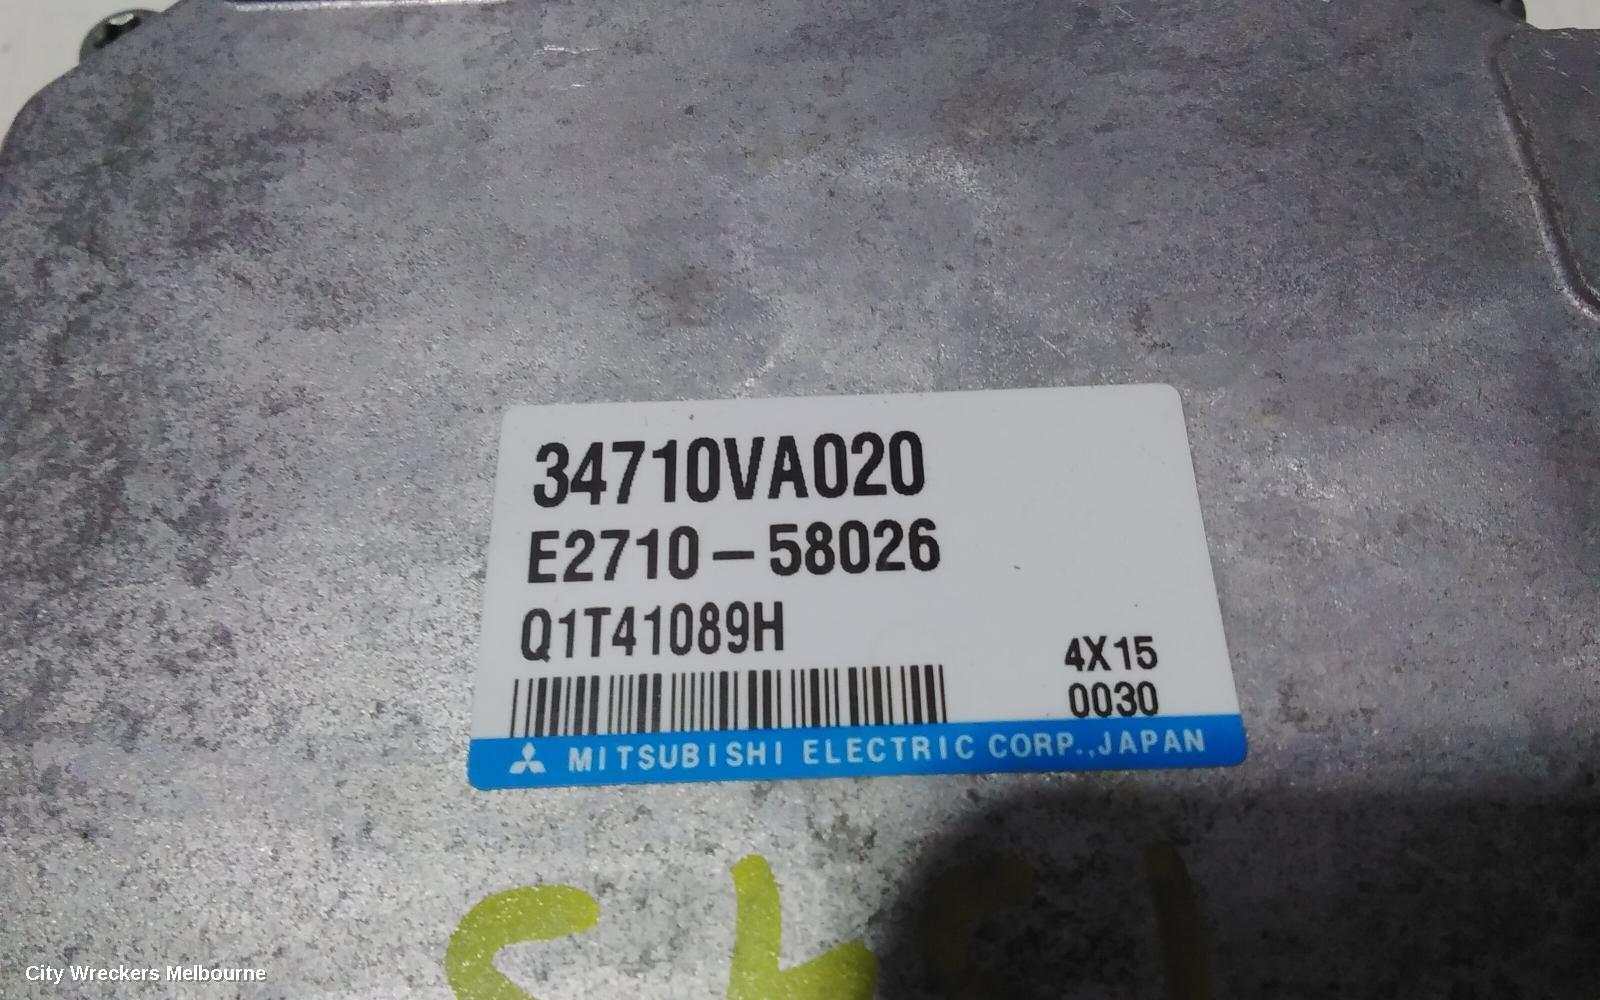 34710VA020
E2710-58026
Q1T41089H
4X15
0030
MITSUBISHI ELECTRIC CORP.,JAPAN
City Wreckers Melbourne